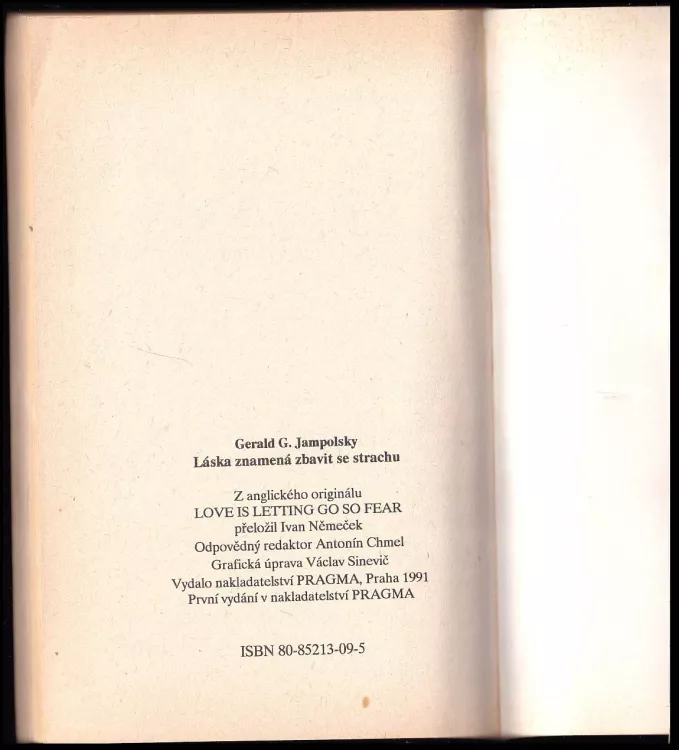 Gerald G. Jampolsky
Láska znamená zbavit se strachu
Z anglického originálu
LOVE IS LETTING GO SO FEAR
přeložil Ivan Němeček
Odpovědný redaktor Antonín Chmel
Grafická úprava Václav Sinevič
Vydalo nakladatelství PRAGMA, Praha 1991
První vydání v nakladatelství PRAGMA
ISBN 80-85213-09-5